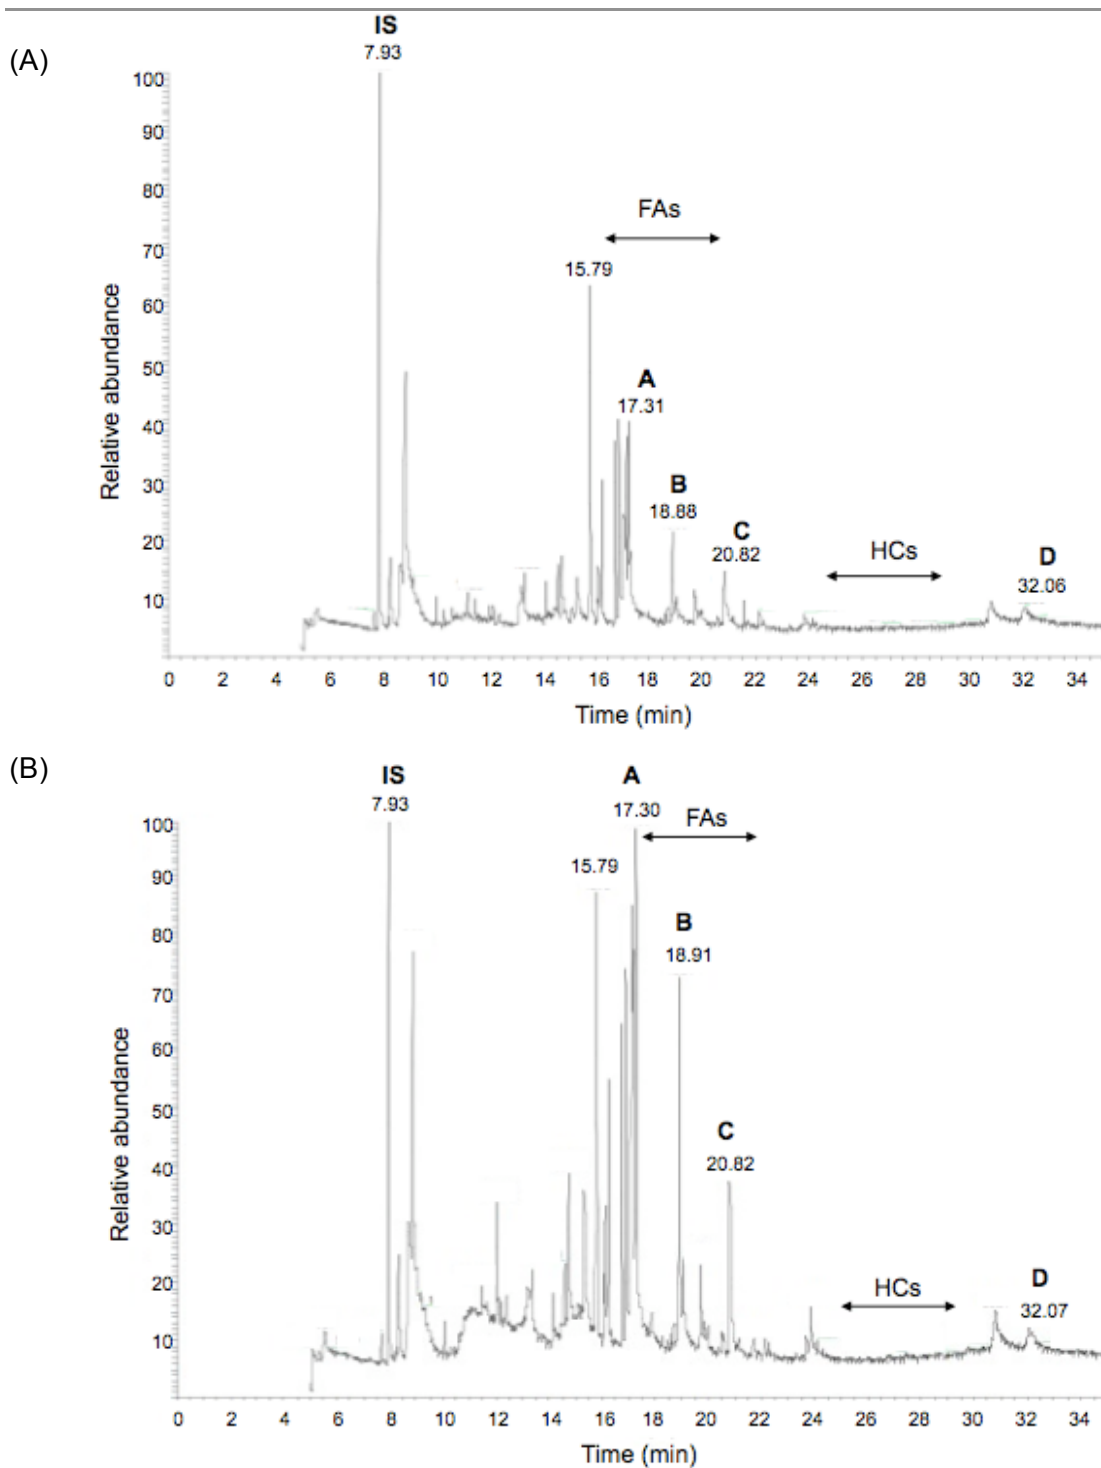 (A)
IS
7.93
FAs
15.79
A
17.31
B
18.88
C
20.82
HCs
D
32.06
Relative abundance
100
90
80
70
60
50
40
30
20
10
0 2 4 6 8 10 12 14 16 18 20 22 24 26 28 30 32 34
Time (min)
(B)
IS
7.93
A
17.30
FAs
15.79
B
18.91
C
20.82
HCs
D
32.07
Relative abundance
100
90
80
70
60
50
40
30
20
10
0 2 4 6 8 10 12 14 16 18 20 22 24 26 28 30 32 34
Time (min)